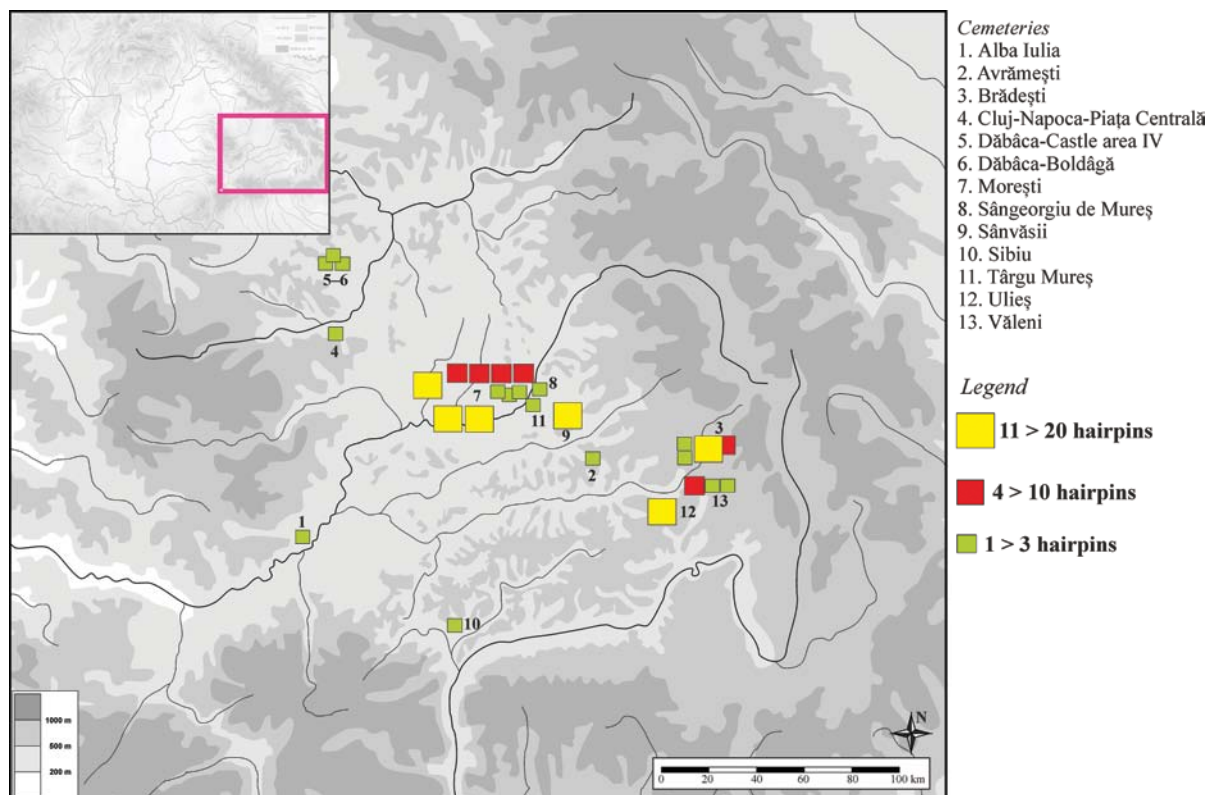 Cemeteries
1. Alba Iulia
2. Avrămești
3. Brădești
4. Cluj-Napoca-Piața Centrală
5. Dăbâca-Castle area IV
6. Dăbâca-Boldâgă
7. Morești
8. Sângeorgiu de Mureș
9. Sânvăsii
10. Sibiu
11. Târgu Mureș
12. Ulieș
13. Văleni
Legend
11 > 20 hairpins
4 > 10 hairpins
1 > 3 hairpins
5–6
4
7
8
11
9
3
2
13
12
1
10
1000 m
500 m
200 m
N
0 20 40 60 80 100 km